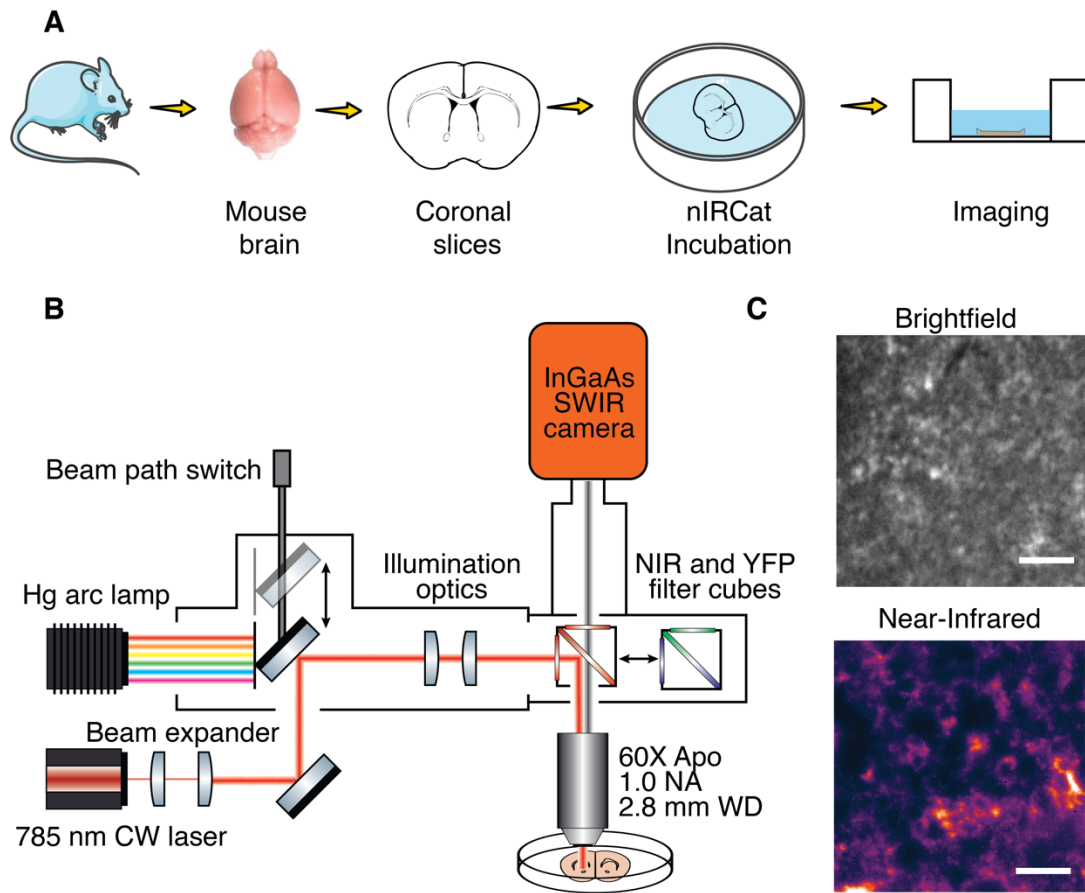 A
Mouse
brain
Coronal
slices
nIRCat
Incubation
Imaging
B
InGaAs
SWIR
camera
Beam path switch
Illumination
optics
NIR and YFP
filter cubes
Hg arc lamp
Beam expander
785 nm CW laser
60X Apo
1.0 NA
2.8 mm WD
C
Brightfield
Near-Infrared